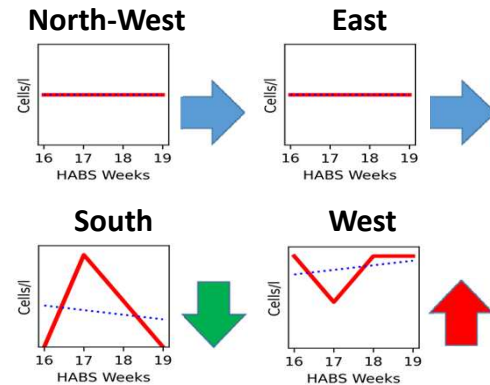 North-West
East
Cells/l
16 17 18 19
HABS Weeks
Cells/l
16 17 18 19
HABS Weeks
South
West
Cells/l
16 17 18 19
HABS Weeks
Cells/l
16 17 18 19
HABS Weeks